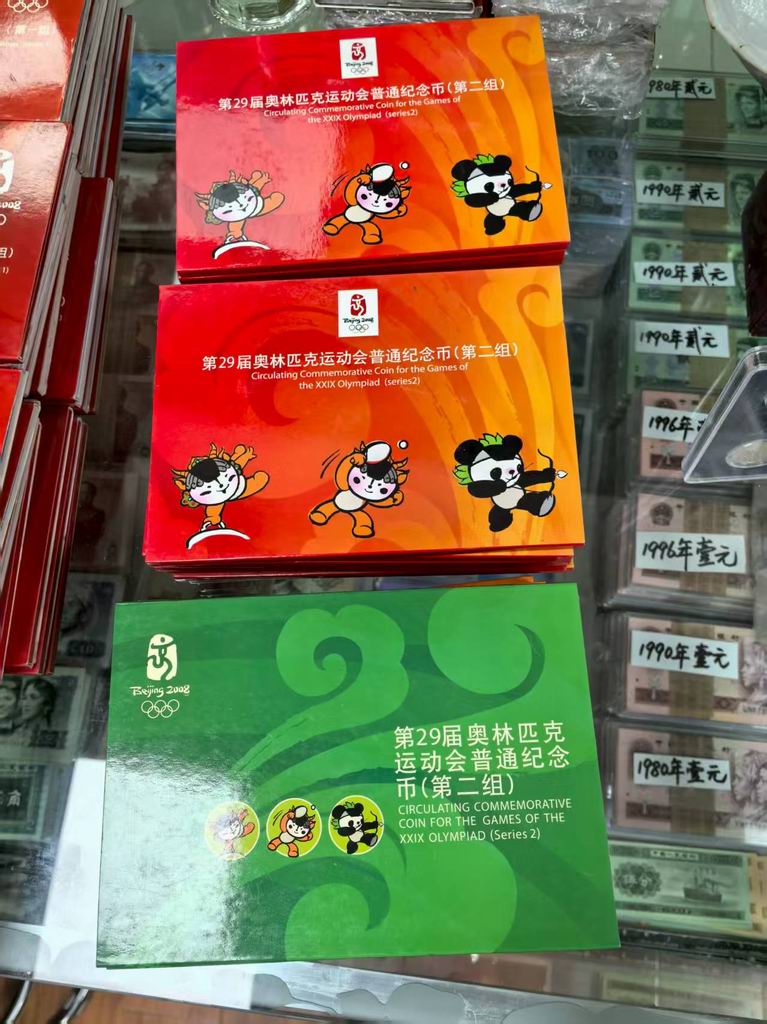 （第一组）
Beijing 2008
第29届奥林匹克运动会普通纪念币（第二组）
Circulating Commemorative Coin for the Games of
the XXIX Olympiad (series2)
Beijing 2008
第29届奥林匹克运动会普通纪念币（第二组）
Circulating Commemorative Coin for the Games of
the XXIX Olympiad (series2)
Beijing 2008
第29届奥林匹克
运动会普通纪念
币（第二组）
CIRCULATING COMMEMORATIVE
COIN FOR THE GAMES OF THE
XXIX OLYMPIAD (Series 2)
1980年贰元
1990年贰元
1990年贰元
1990年贰元
1996年
1996年壹元
1990年壹元
1980年壹元